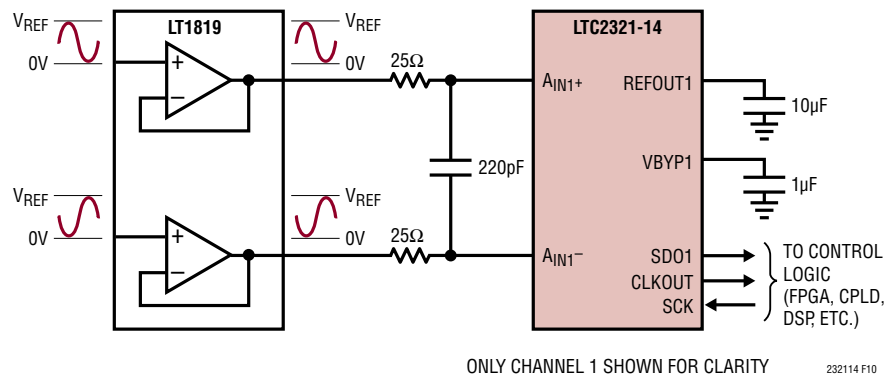 LT1819
LTC2321-14
VREF
0V
VREF
0V
25Ω
AIN1+
REFOUT1
10µF
+
–
220pF
VBYP1
1µF
VREF
0V
VREF
0V
25Ω
AIN1–
+
–
SDO1
CLKOUT
SCK
TO CONTROL
LOGIC
(FPGA, CPLD,
DSP, ETC.)
ONLY CHANNEL 1 SHOWN FOR CLARITY
232114 F10